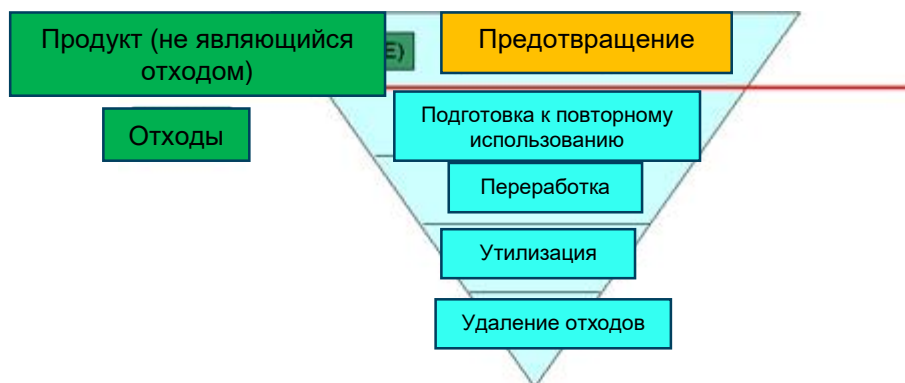 Продукт (не являющийся
отходом)
E)
Предотвращение
Отходы
Подготовка к повторному
использованию
Переработка
Утилизация
Удаление отходов